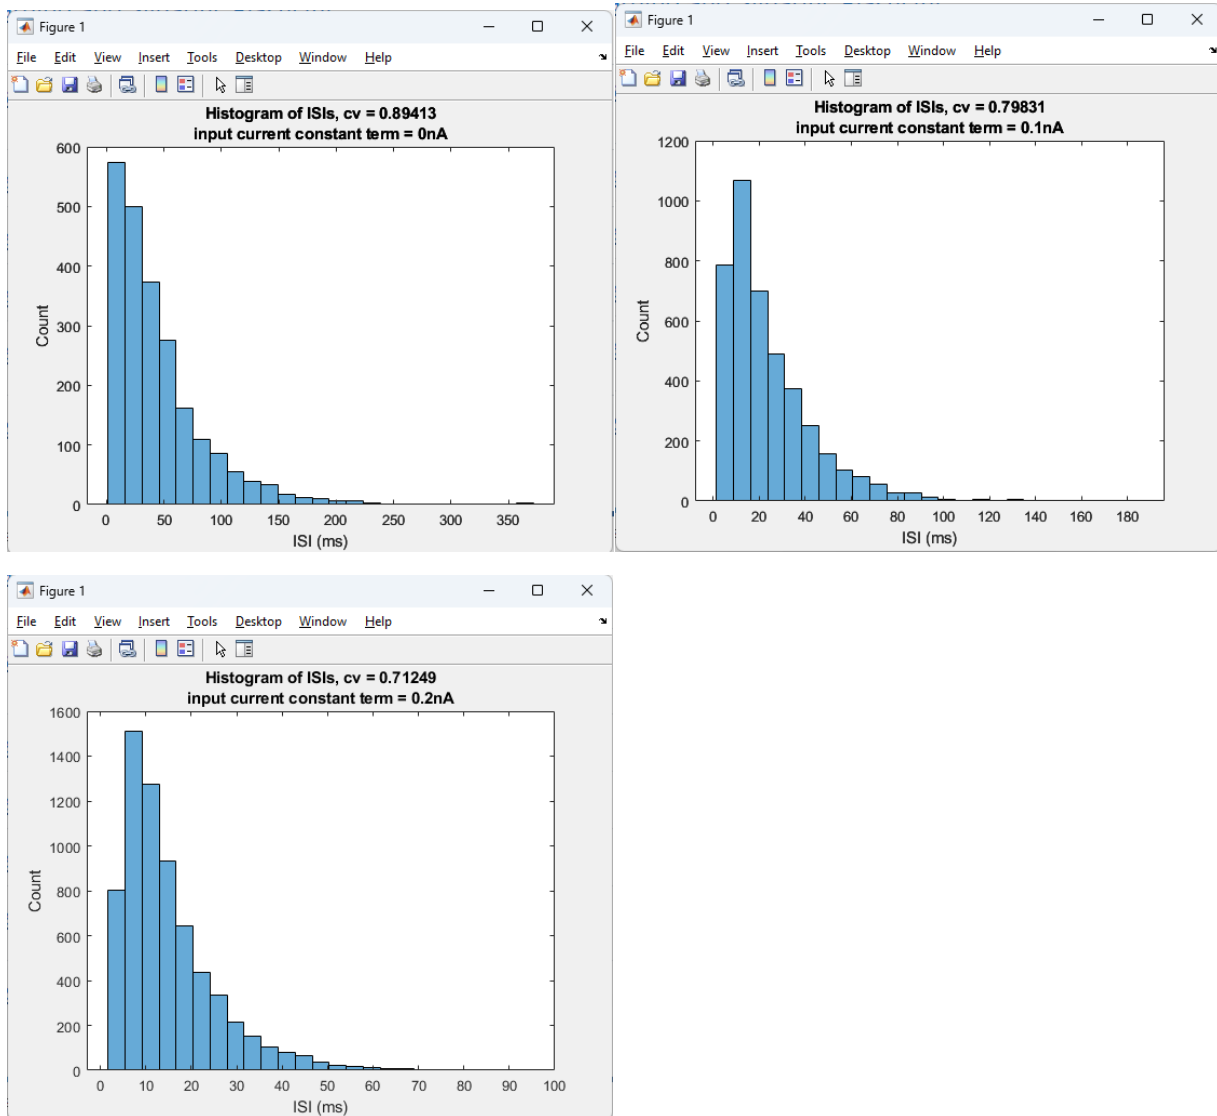 Figure 1
File Edit View Insert Tools Desktop Window Help
Histogram of ISIs, cv = 0.89413
input current constant term = 0nA
600
500
400
300
200
100
0
Count
0 50 100 150 200 250 300 350
ISI (ms)
Figure 1
File Edit View Insert Tools Desktop Window Help
Histogram of ISIs, cv = 0.79831
input current constant term = 0.1nA
1200
1000
800
600
400
200
0
Count
0 20 40 60 80 100 120 140 160 180
ISI (ms)
Figure 1
File Edit View Insert Tools Desktop Window Help
Histogram of ISIs, cv = 0.71249
input current constant term = 0.2nA
1600
1400
1200
1000
800
600
400
200
0
Count
0 10 20 30 40 50 60 70 80 90 100
ISI (ms)